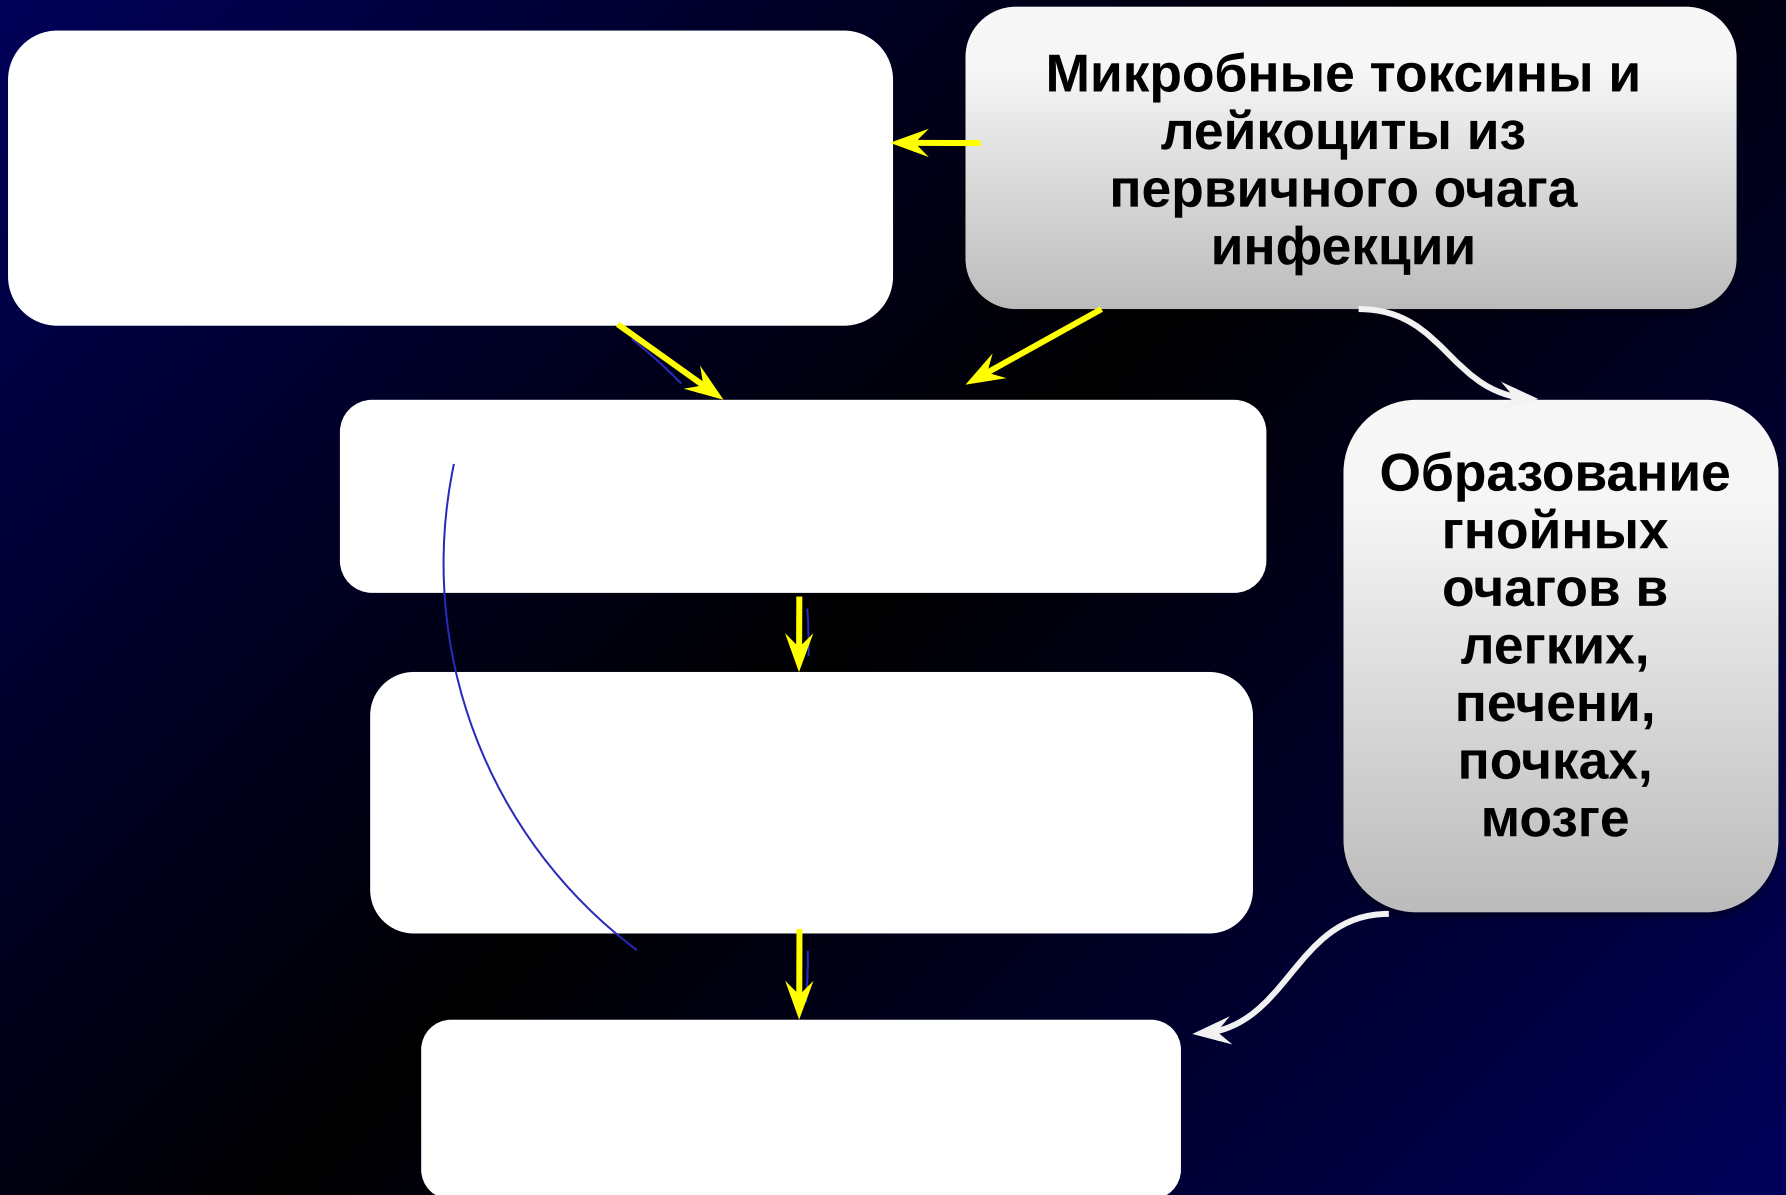 Микробные токсины и
лейкоциты из
первичного очага
инфекции
Образование
гнойных
очагов в
легких,
печени,
почках,
мозге